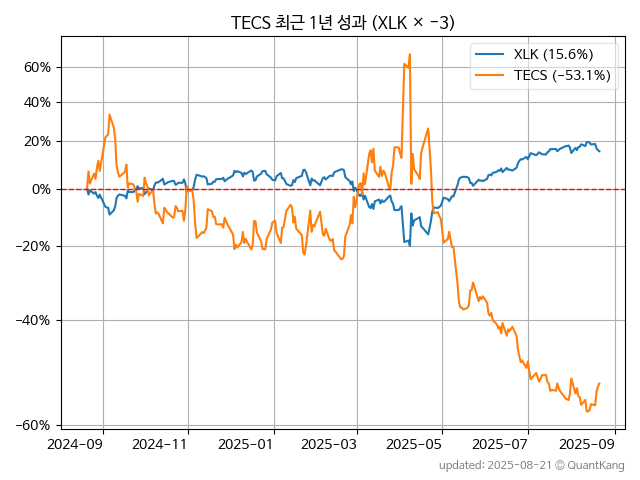 TECS 최근 1년 성과 (XLK × −3)
XLK (15.6%)
TECS (−53.1%)
60%
40%
20%
0%
−20%
−40%
−60%
2024-09 2024-11 2025-01 2025-03 2025-05 2025-07 2025-09
updated: 2025-08-21 © QuantKang